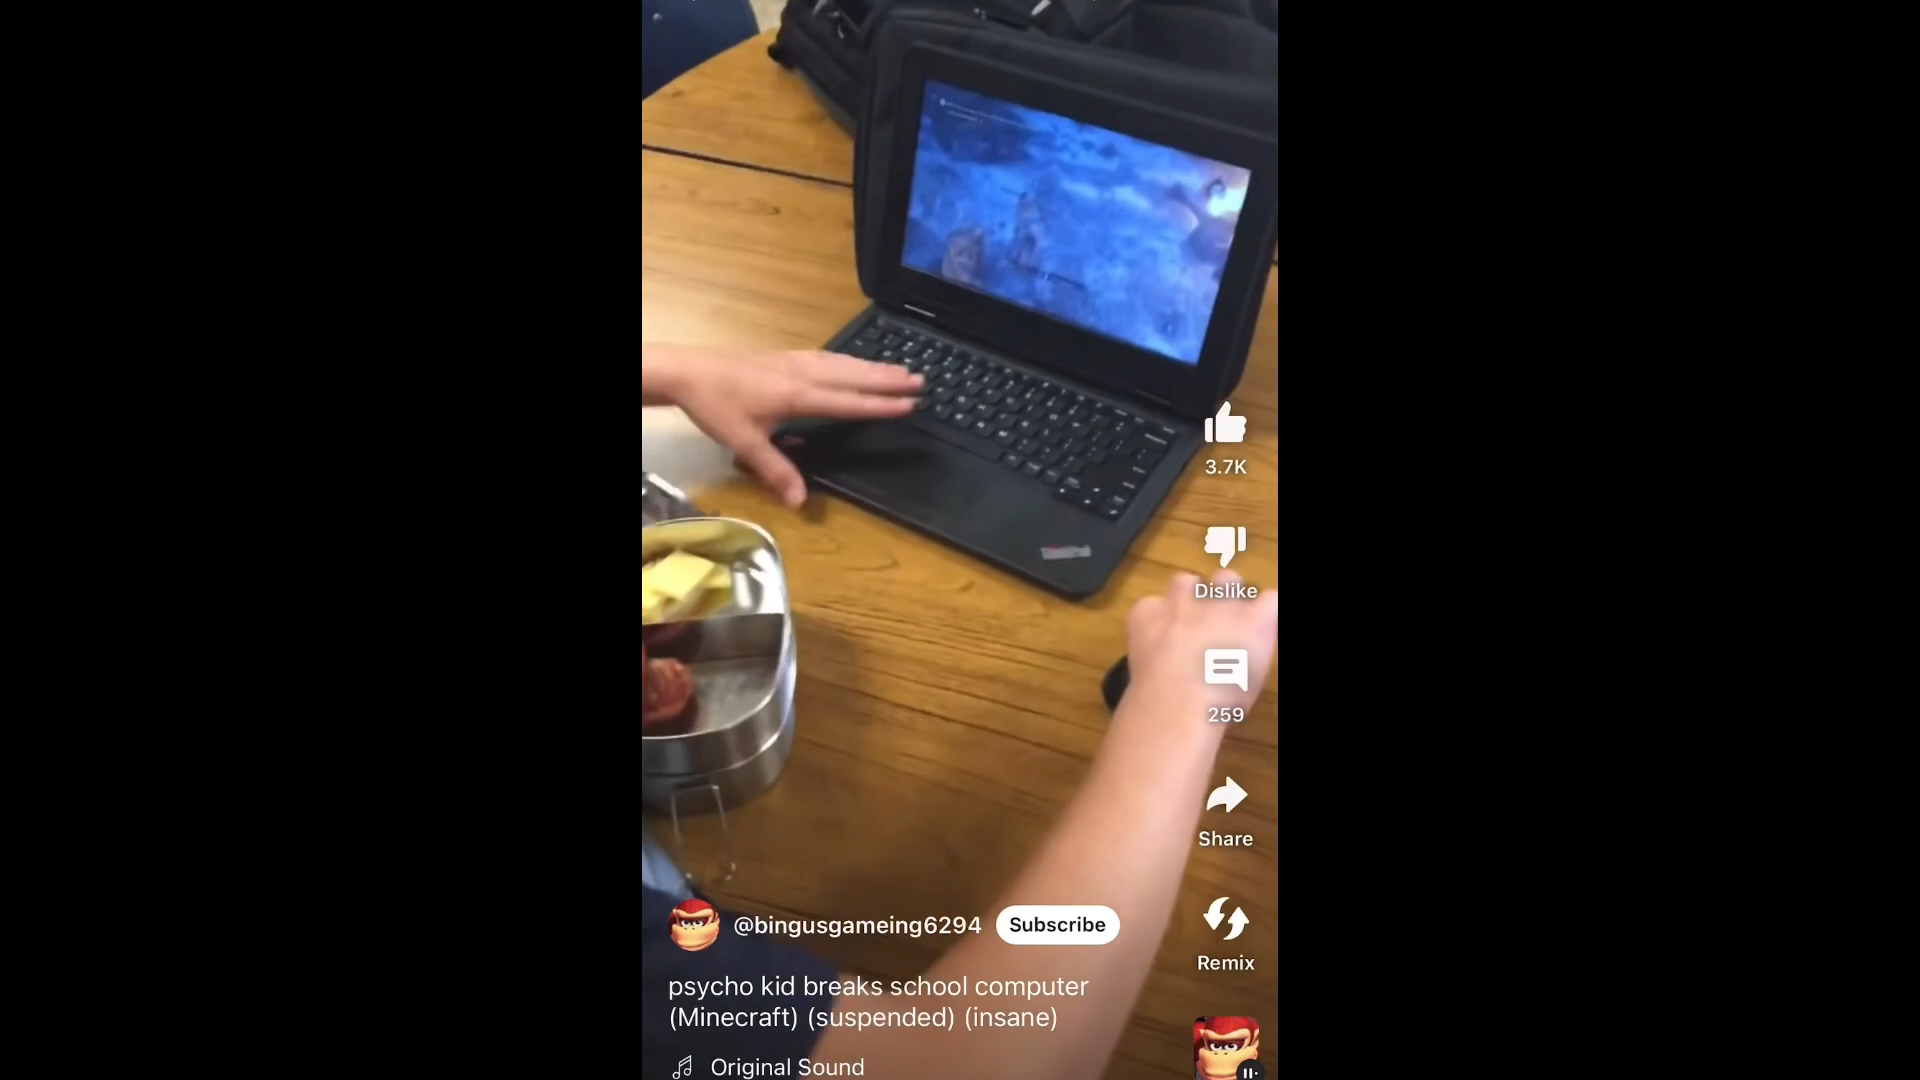 3.7K
Dislike
259
Share
Remix
@bingusgameing6294 Subscribe
psycho kid breaks school computer
(Minecraft) (suspended) (insane)
Original Sound